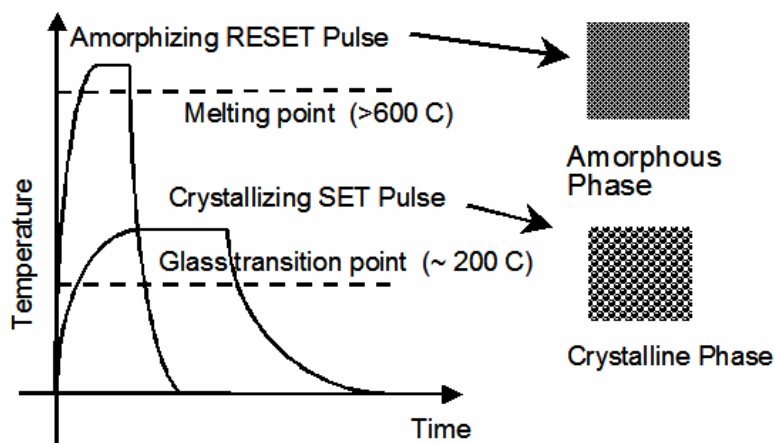 Amorphizing RESET Pulse
Melting point (>600 C)
Amorphous
Phase
Crystallizing SET Pulse
Glass transition point (~ 200 C)
Temperature
Crystalline Phase
Time